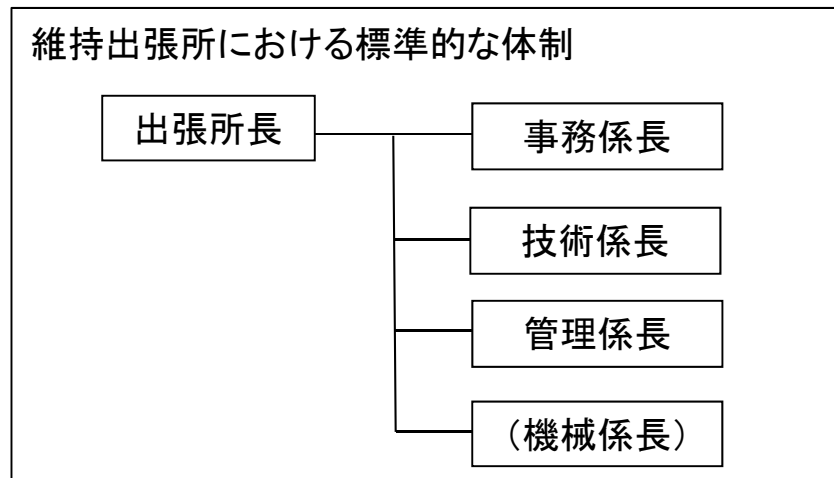 維持出張所における標準的な体制
出張所長
事務係長
技術係長
管理係長
（機械係長）